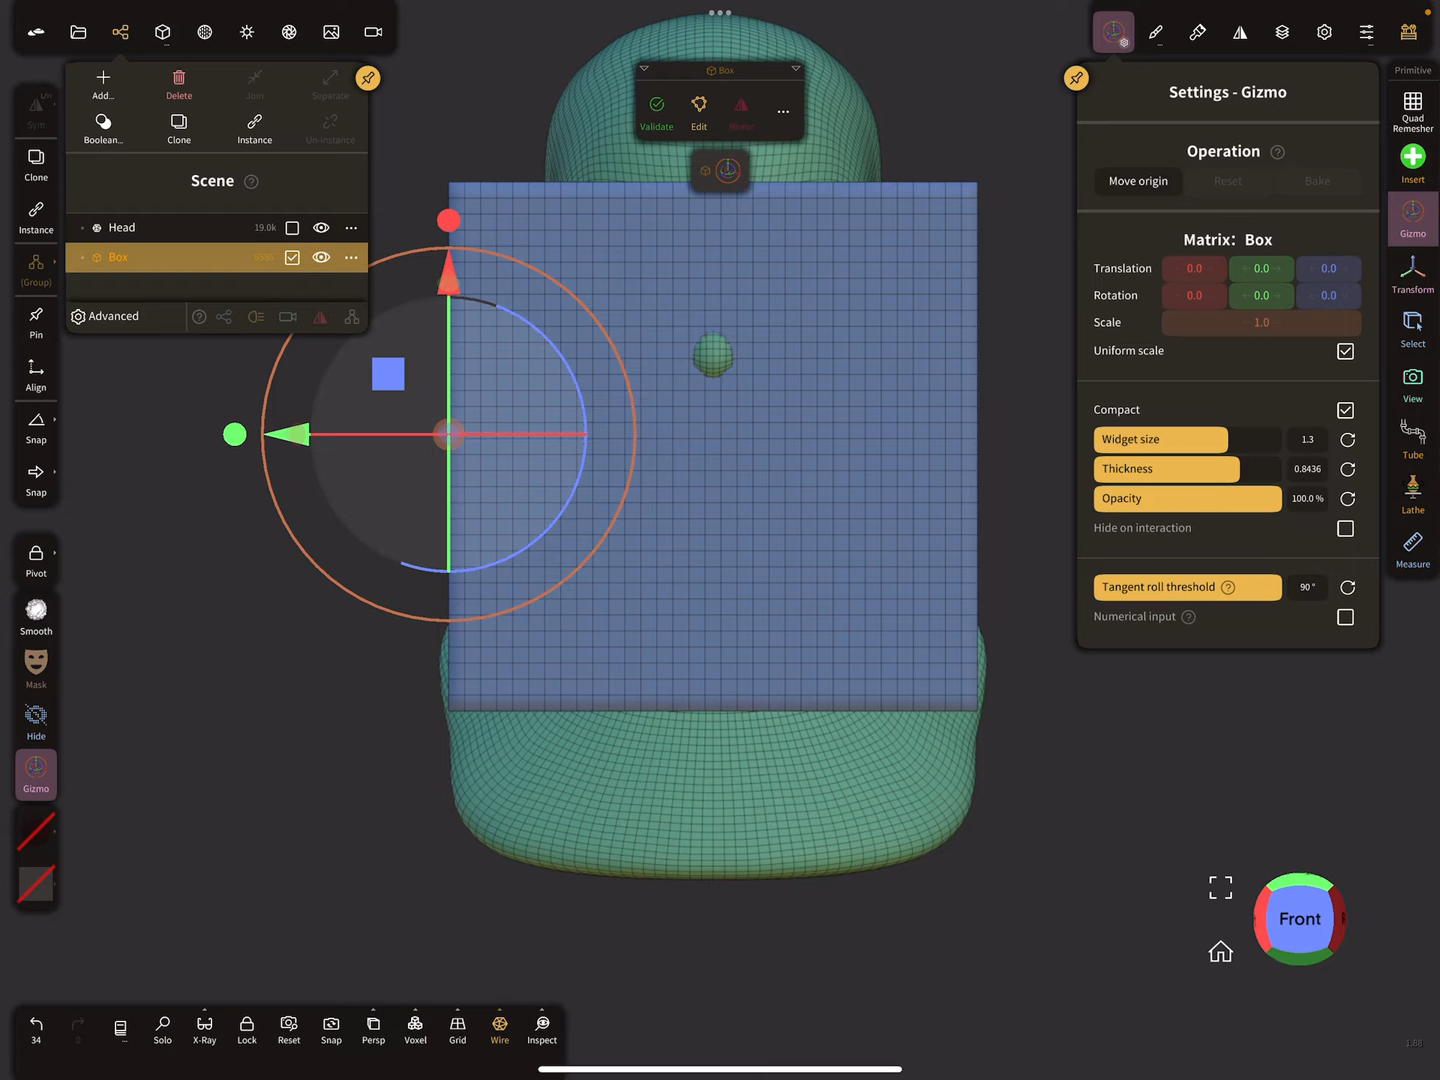 Add...
Delete
Join
Separate
Boolean...
Clone
Instance
Un-instance
Scene
Head
19.0k
Box
Advanced
Sym
Clone
Instance
(Group)
Pin
Align
Snap
Snap
Pivot
Smooth
Mask
Hide
Gizmo
Box
Validate
Edit
Mirror
Settings - Gizmo
Operation
Move origin
Reset
Bake
Matrix: Box
Translation
0.0
0.0
0.0
Rotation
0.0
0.0
0.0
Scale
1.0
Uniform scale
Compact
Widget size
1.3
Thickness
0.8436
Opacity
100.0 %
Hide on interaction
Tangent roll threshold
90 °
Numerical input
Primitive
Quad
Remesher
Insert
Gizmo
Transform
Select
View
Tube
Lathe
Measure
Front
34
0
Solo
X-Ray
Lock
Reset
Snap
Persp
Voxel
Grid
Wire
Inspect
1.88